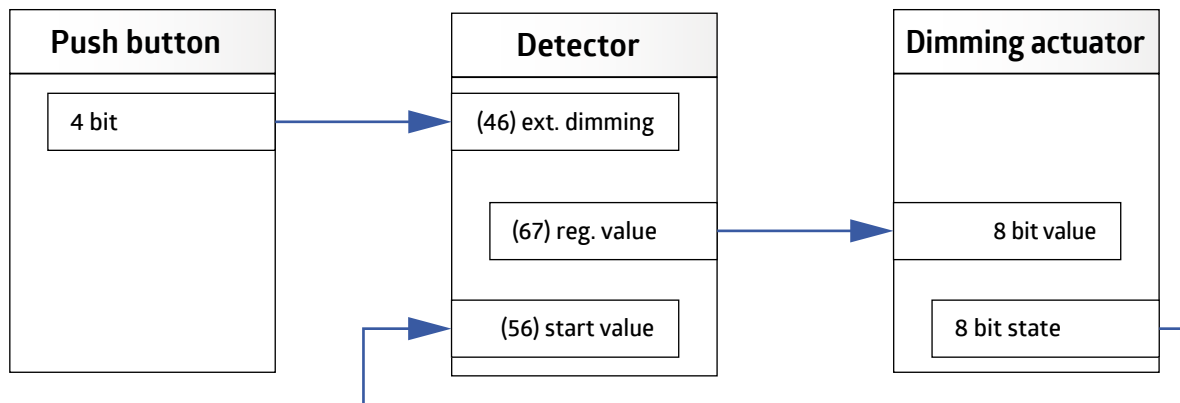 Push button
4 bit
Detector
(46) ext. dimming
(67) reg. value
(56) start value
Dimming actuator
8 bit value
8 bit state